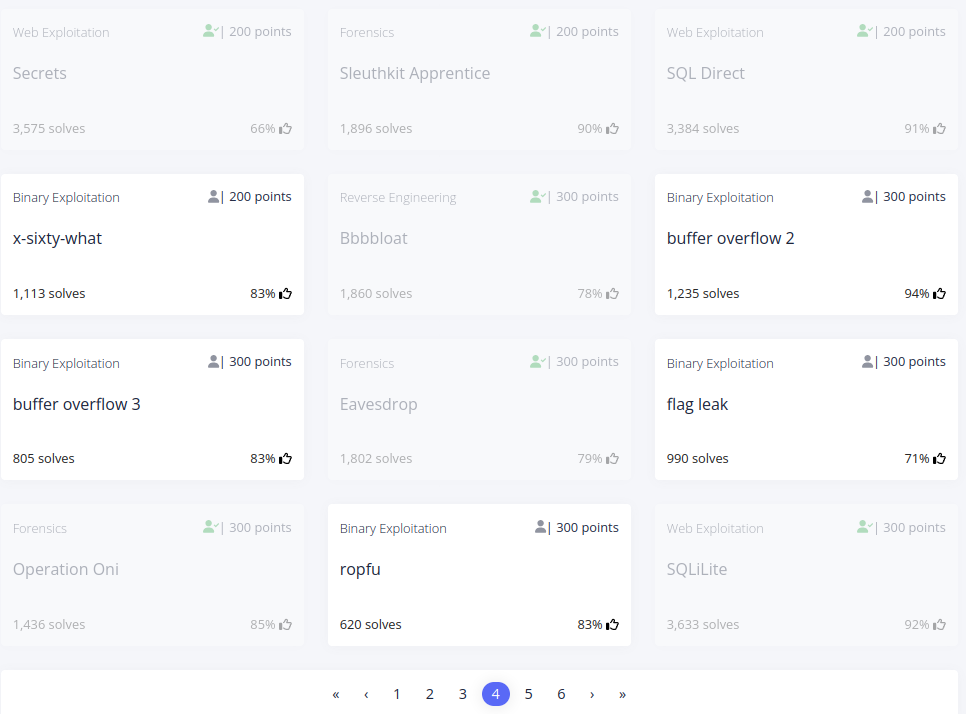 Web Exploitation | 200 points
Forensics | 200 points
Web Exploitation | 200 points
Secrets
Sleuthkit Apprentice
SQL Direct
3,575 solves 66%
1,896 solves 90%
3,384 solves 91%
Binary Exploitation | 200 points
Reverse Engineering | 300 points
Binary Exploitation | 300 points
x-sixty-what
Bbbbloat
buffer overflow 2
1,113 solves 83%
1,860 solves 78%
1,235 solves 94%
Binary Exploitation | 300 points
Forensics | 300 points
Binary Exploitation | 300 points
buffer overflow 3
Eavesdrop
flag leak
805 solves 83%
1,802 solves 79%
990 solves 71%
Forensics | 300 points
Binary Exploitation | 300 points
Web Exploitation | 300 points
Operation Oni
ropfu
SQLiLite
1,436 solves 85%
620 solves 83%
3,633 solves 92%
« ‹ 1 2 3 4 5 6 › »